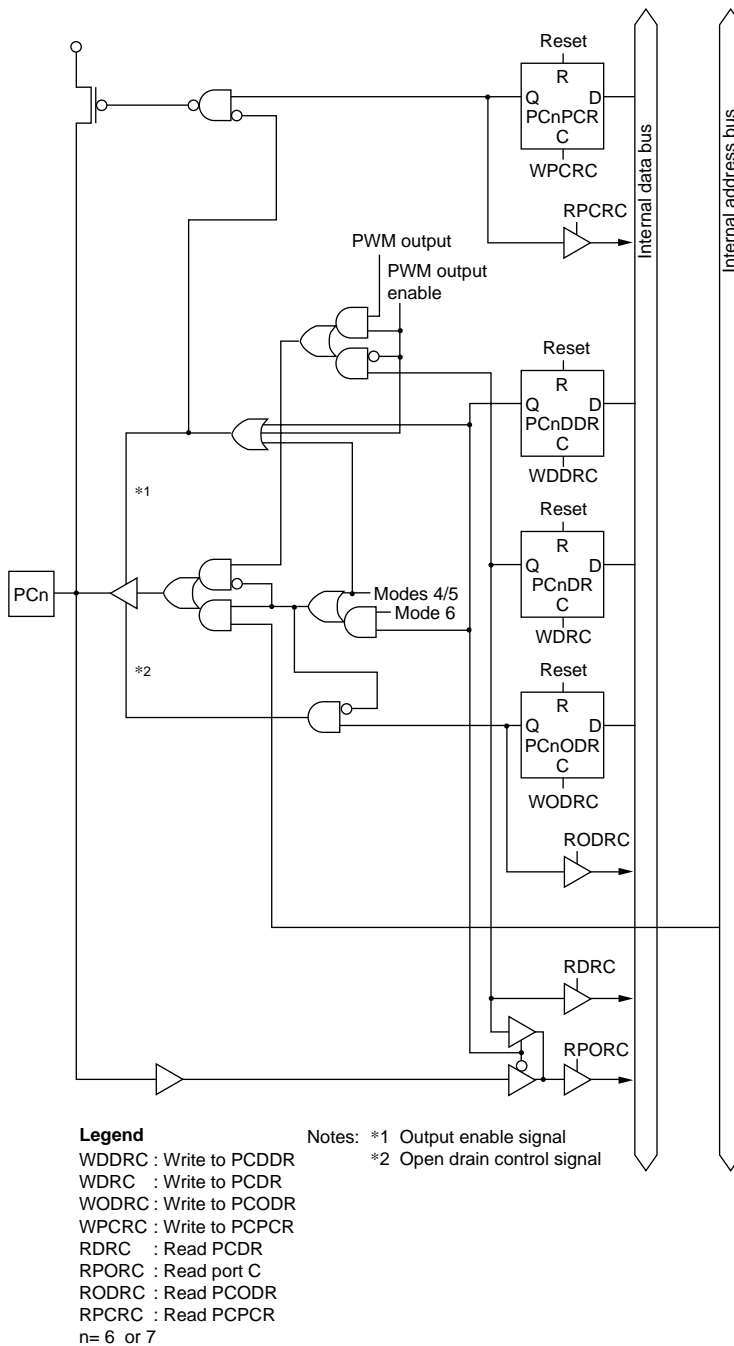 Reset
R
Q D
PCnPCR
C
WPCRC
RPCRC
Internal data bus
Internal address bus
PWM output
PWM output
enable
Reset
R
Q D
PCnDDR
C
WDDRC
*1
Reset
R
Q D
PCnDR
C
WDRC
PCn
Modes 4/5
Mode 6
*2
Reset
R
Q D
PCnODR
C
WODRC
RODRC
RDRC
RPORC
Legend
WDDRC : Write to PCDDR
WDRC : Write to PCDR
WODRC : Write to PCODR
WPCRC : Write to PCPCR
RDRC : Read PCDR
RPORC : Read port C
RODRC : Read PCODR
RPCRC : Read PCPCR
n= 6 or 7
Notes: *1 Output enable signal
*2 Open drain control signal